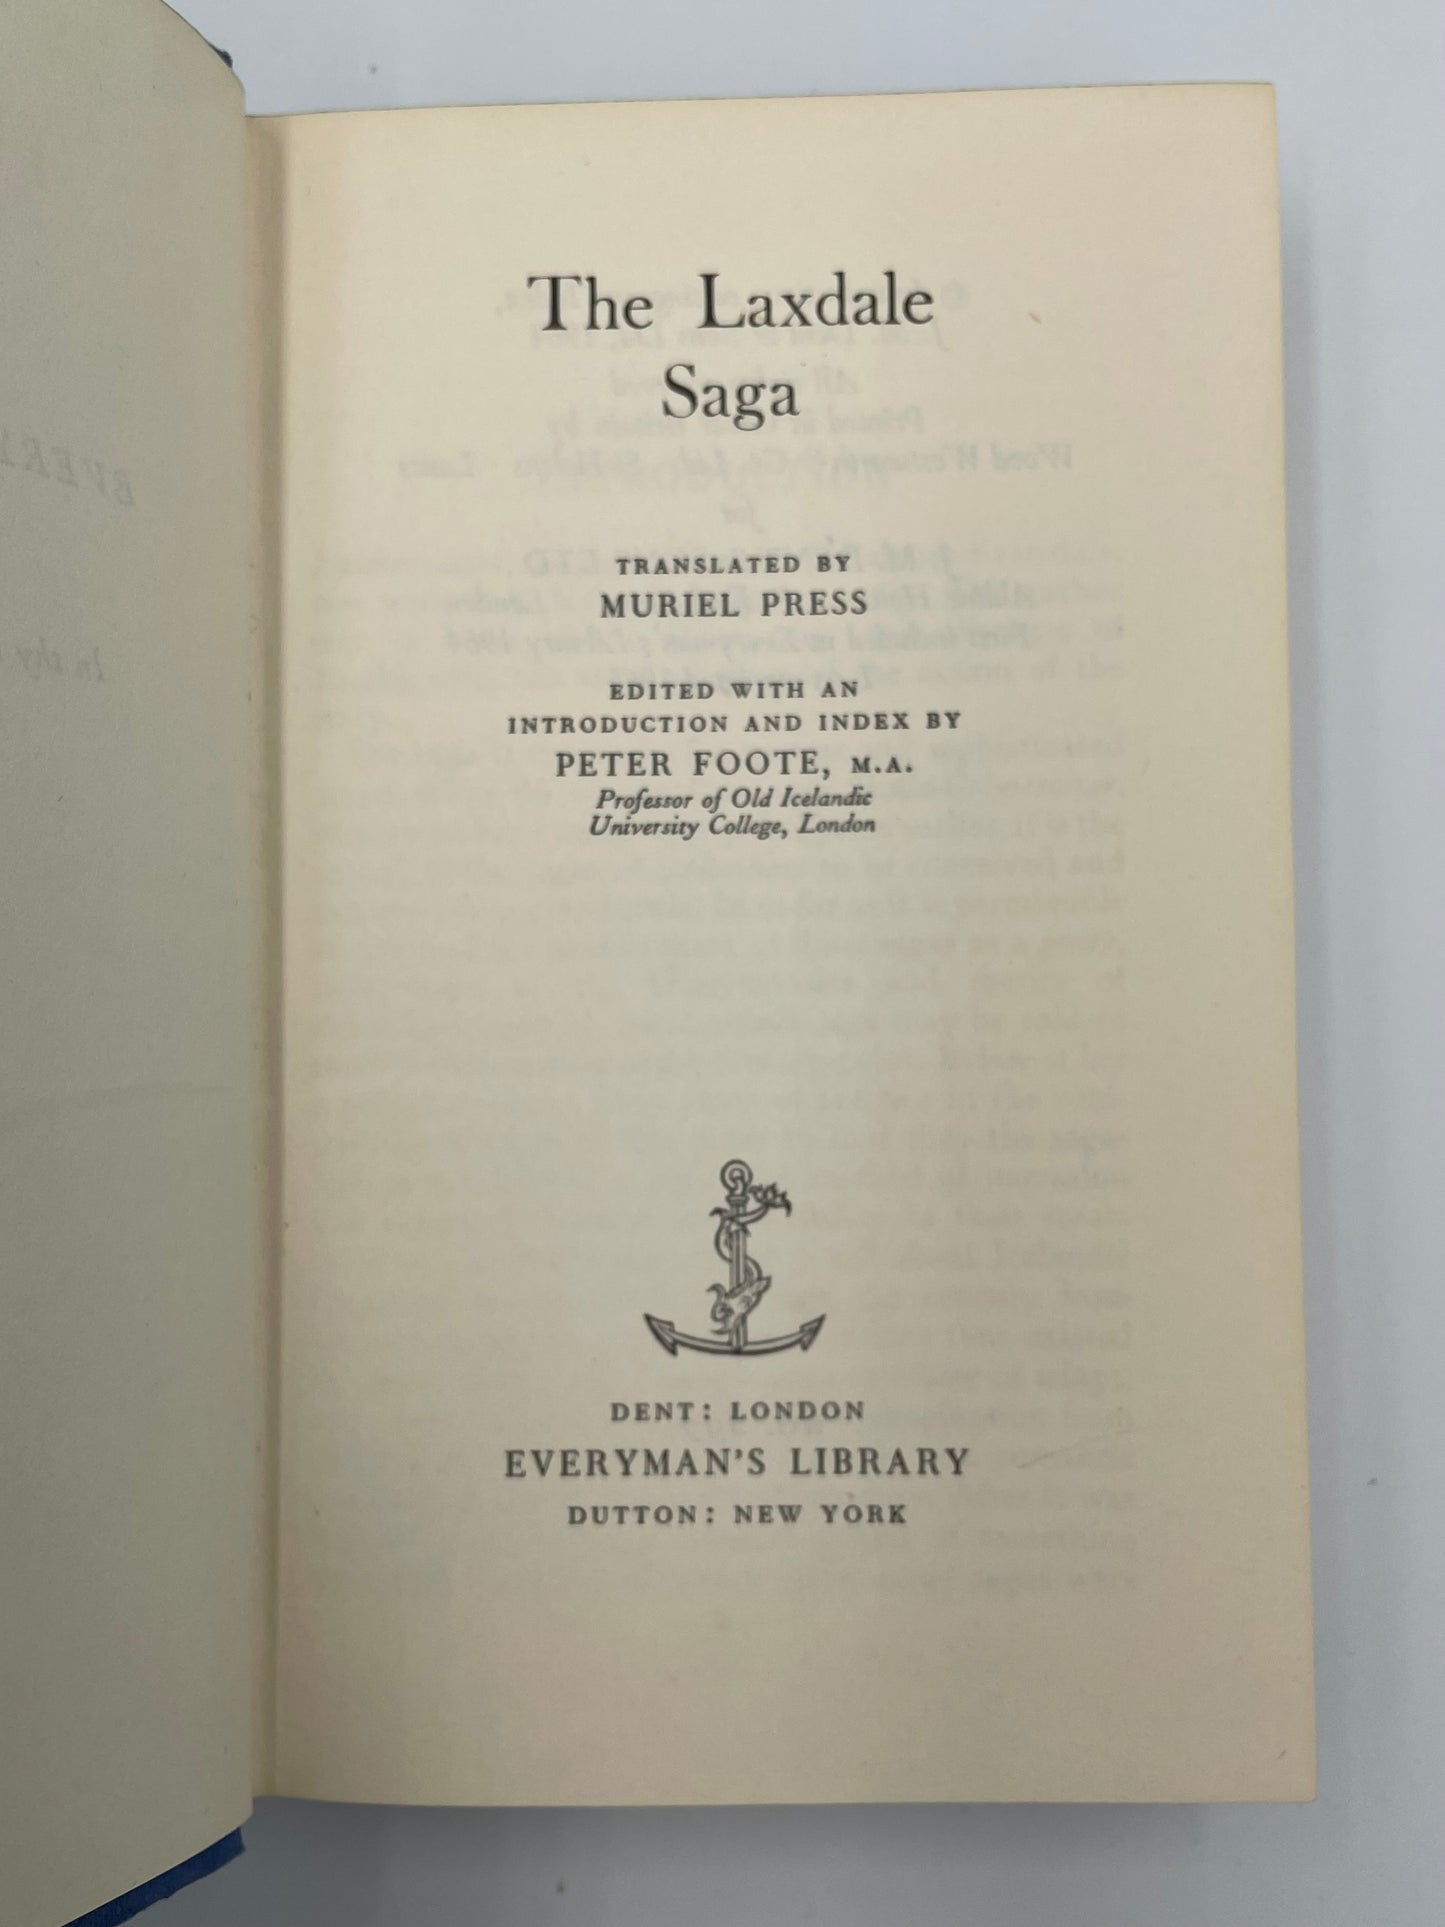 The Laxdale
Saga
TRANSLATED BY
MURIEL PRESS
EDITED WITH AN
INTRODUCTION AND INDEX BY
PETER FOOTE, M.A.
Professor of Old Icelandic
University College, London
DENT: LONDON
EVERYMAN'S LIBRARY
DUTTON: NEW YORK